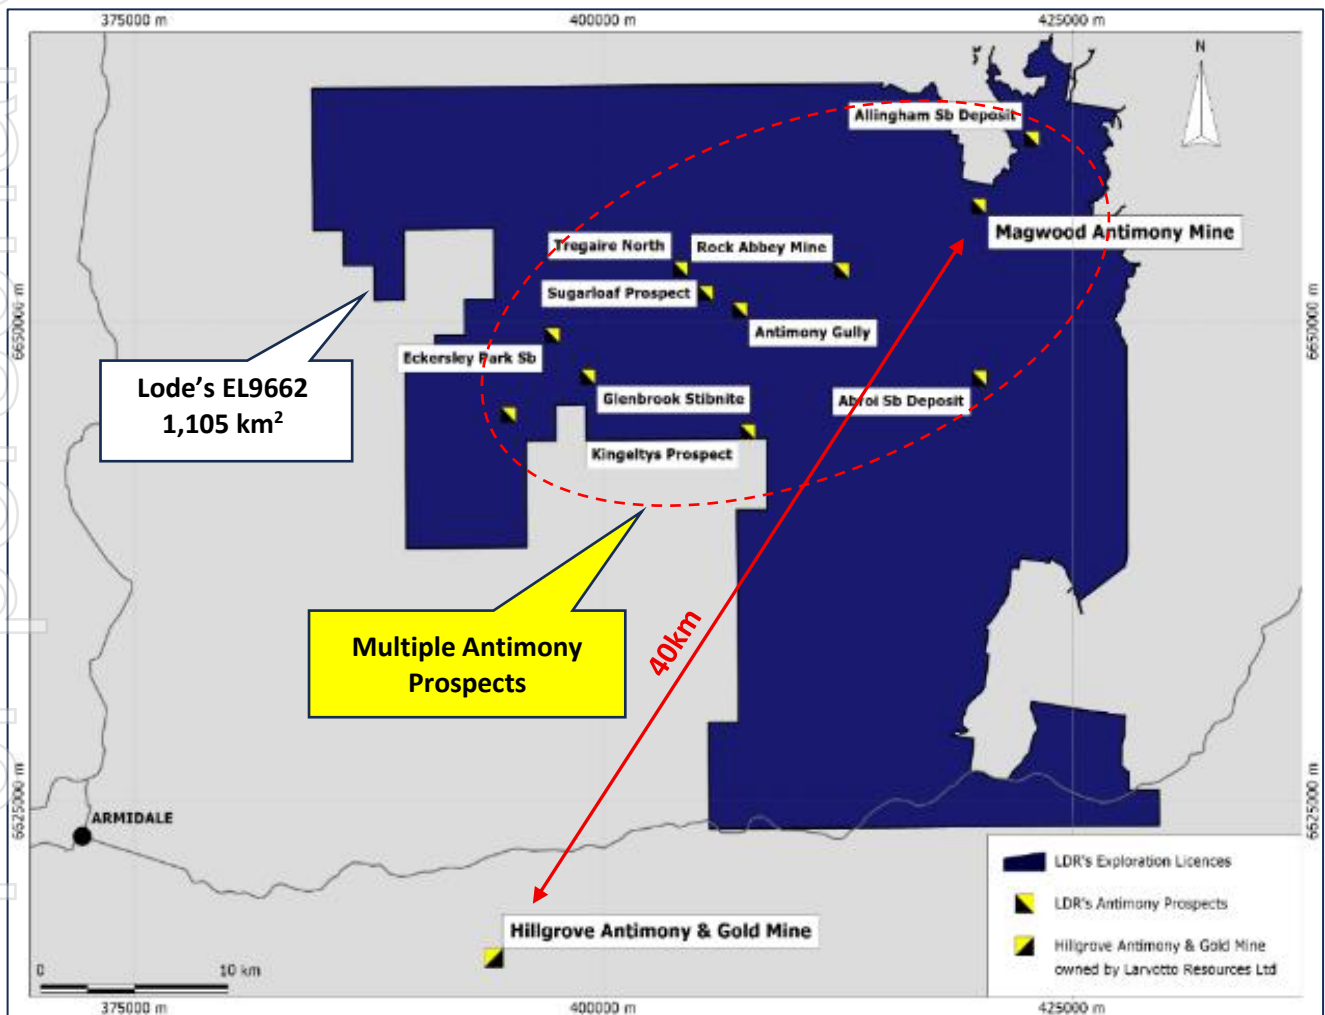 375000 m
400000 m
425000 m
N
Allingham Sb Deposit
Magwood Antimony Mine
Tregaire North
Rock Abbey Mine
Sugarloaf Prospect
Antimony Gully
6650000 m
6650000 m
Eckersley Park Sb
Glenbrook Stibnite
Abroi Sb Deposit
Kingeltys Prospect
Lode’s EL9662
1,105 km²
Multiple Antimony
Prospects
40km
6625000 m
6625000 m
ARMIDALE
Hillgrove Antimony & Gold Mine
LDR's Exploration Licences
LDR's Antimony Prospects
Hillgrove Antimony & Gold Mine
owned by Larvotto Resources Ltd
0
10 km
375000 m
400000 m
425000 m